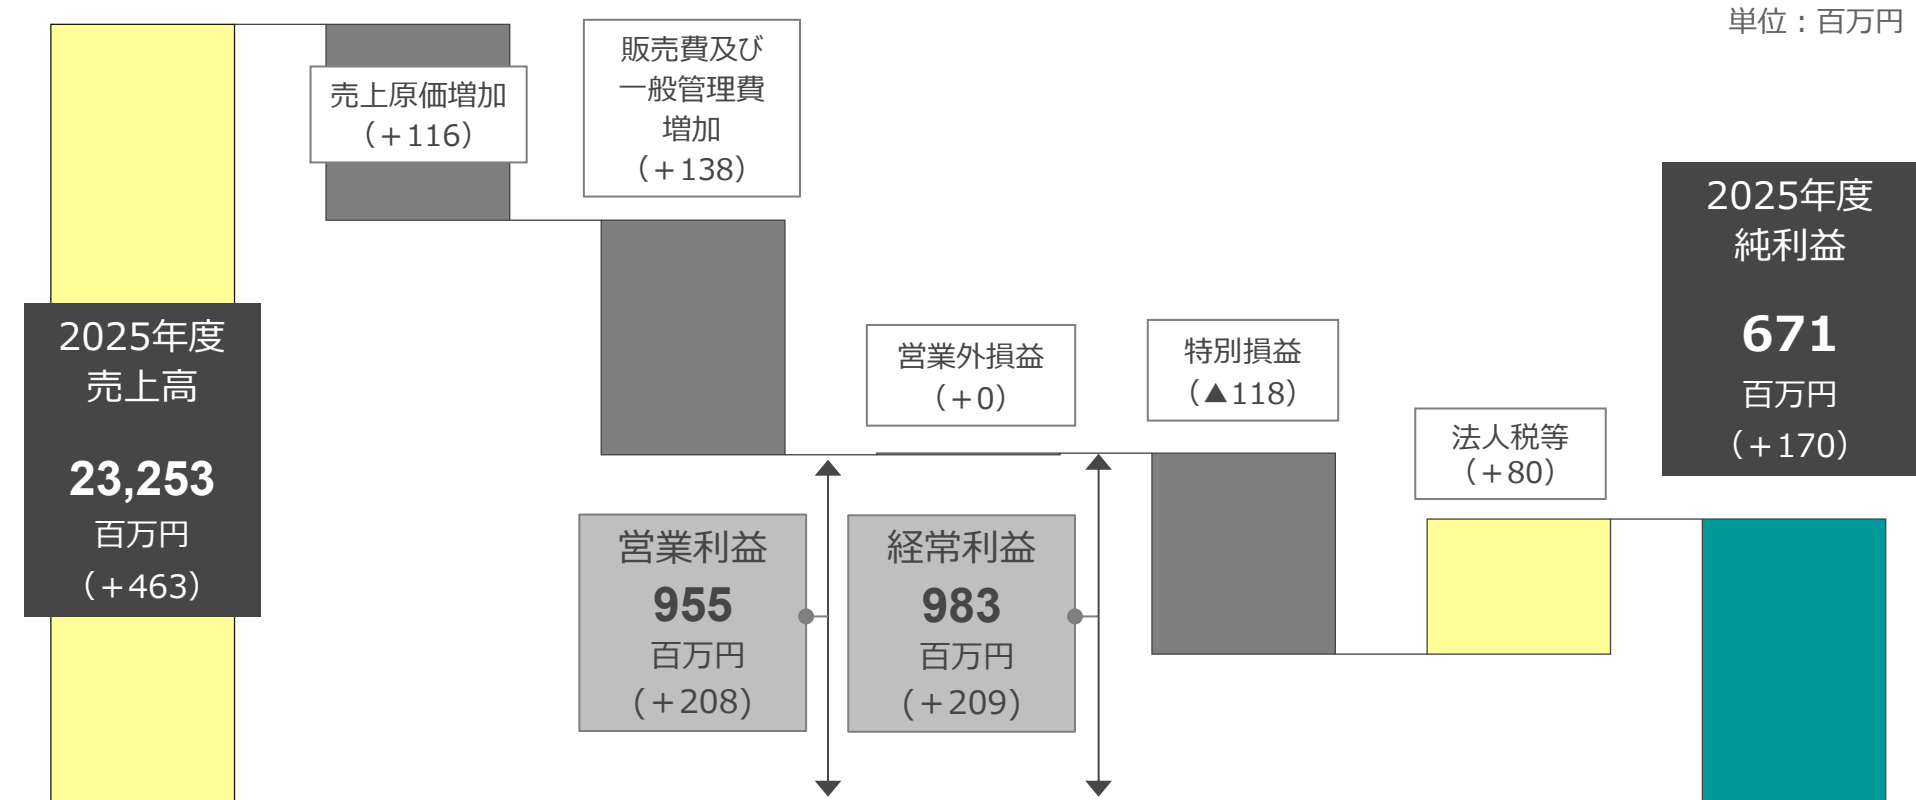 単位：百万円
2025年度
売上高
23,253
百万円
（＋463）
売上原価増加
（＋116）
販売費及び
一般管理費
増加
（＋138）
営業利益
955
百万円
(＋208)
営業外損益
（＋0）
経常利益
983
百万円
(＋209)
特別損益
（▲118）
法人税等
（＋80）
2025年度
純利益
671
百万円
（＋170）